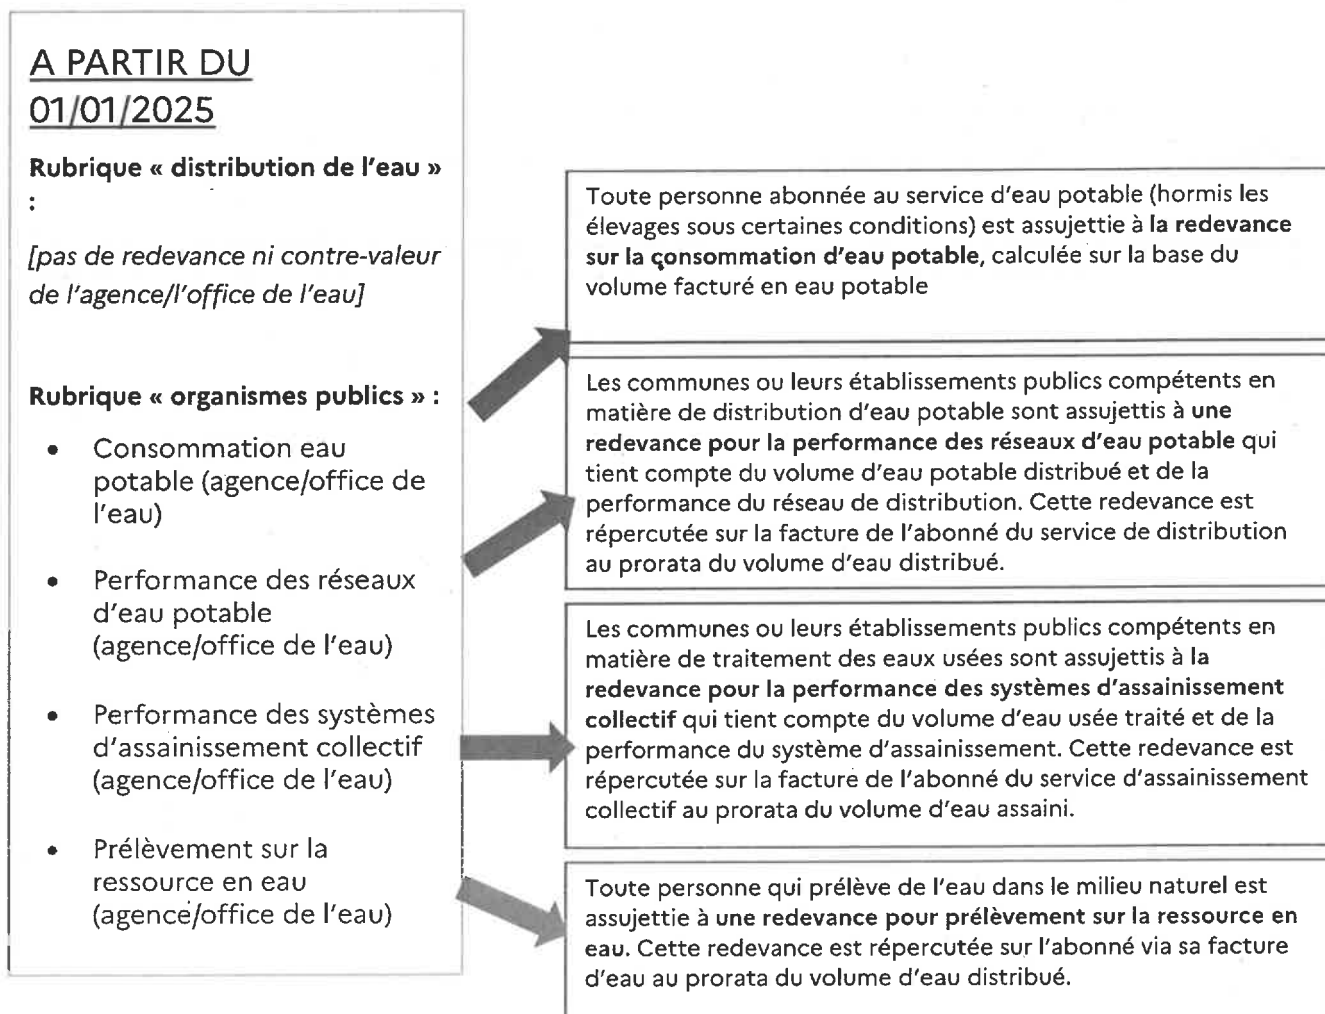 A PARTIR DU
01/01/2025
Rubrique « distribution de l'eau »
:
[pas de redevance ni contre-valeur
de l'agence/l'office de l'eau]
Rubrique « organismes publics » :
• Consommation eau
potable (agence/office de
l'eau)
• Performance des réseaux
d'eau potable
(agence/office de l'eau)
• Performance des systèmes
d'assainissement collectif
(agence/office de l'eau)
• Prélèvement sur la
ressource en eau
(agence/office de l'eau)
Toute personne abonnée au service d'eau potable (hormis les
élevages sous certaines conditions) est assujettie à la redevance
sur la consommation d'eau potable, calculée sur la base du
volume facturé en eau potable
Les communes ou leurs établissements publics compétents en
matière de distribution d'eau potable sont assujettis à une
redevance pour la performance des réseaux d'eau potable qui
tient compte du volume d'eau potable distribué et de la
performance du réseau de distribution. Cette redevance est
répercutée sur la facture de l'abonné du service de distribution
au prorata du volume d'eau distribué.
Les communes ou leurs établissements publics compétents en
matière de traitement des eaux usées sont assujettis à la
redevance pour la performance des systèmes d'assainissement
collectif qui tient compte du volume d'eau usée traité et de la
performance du système d'assainissement. Cette redevance est
répercutée sur la facture de l'abonné du service d'assainissement
collectif au prorata du volume d'eau assaini.
Toute personne qui prélève de l'eau dans le milieu naturel est
assujettie à une redevance pour prélèvement sur la ressource en
eau. Cette redevance est répercutée sur l'abonné via sa facture
d'eau au prorata du volume d'eau distribué.